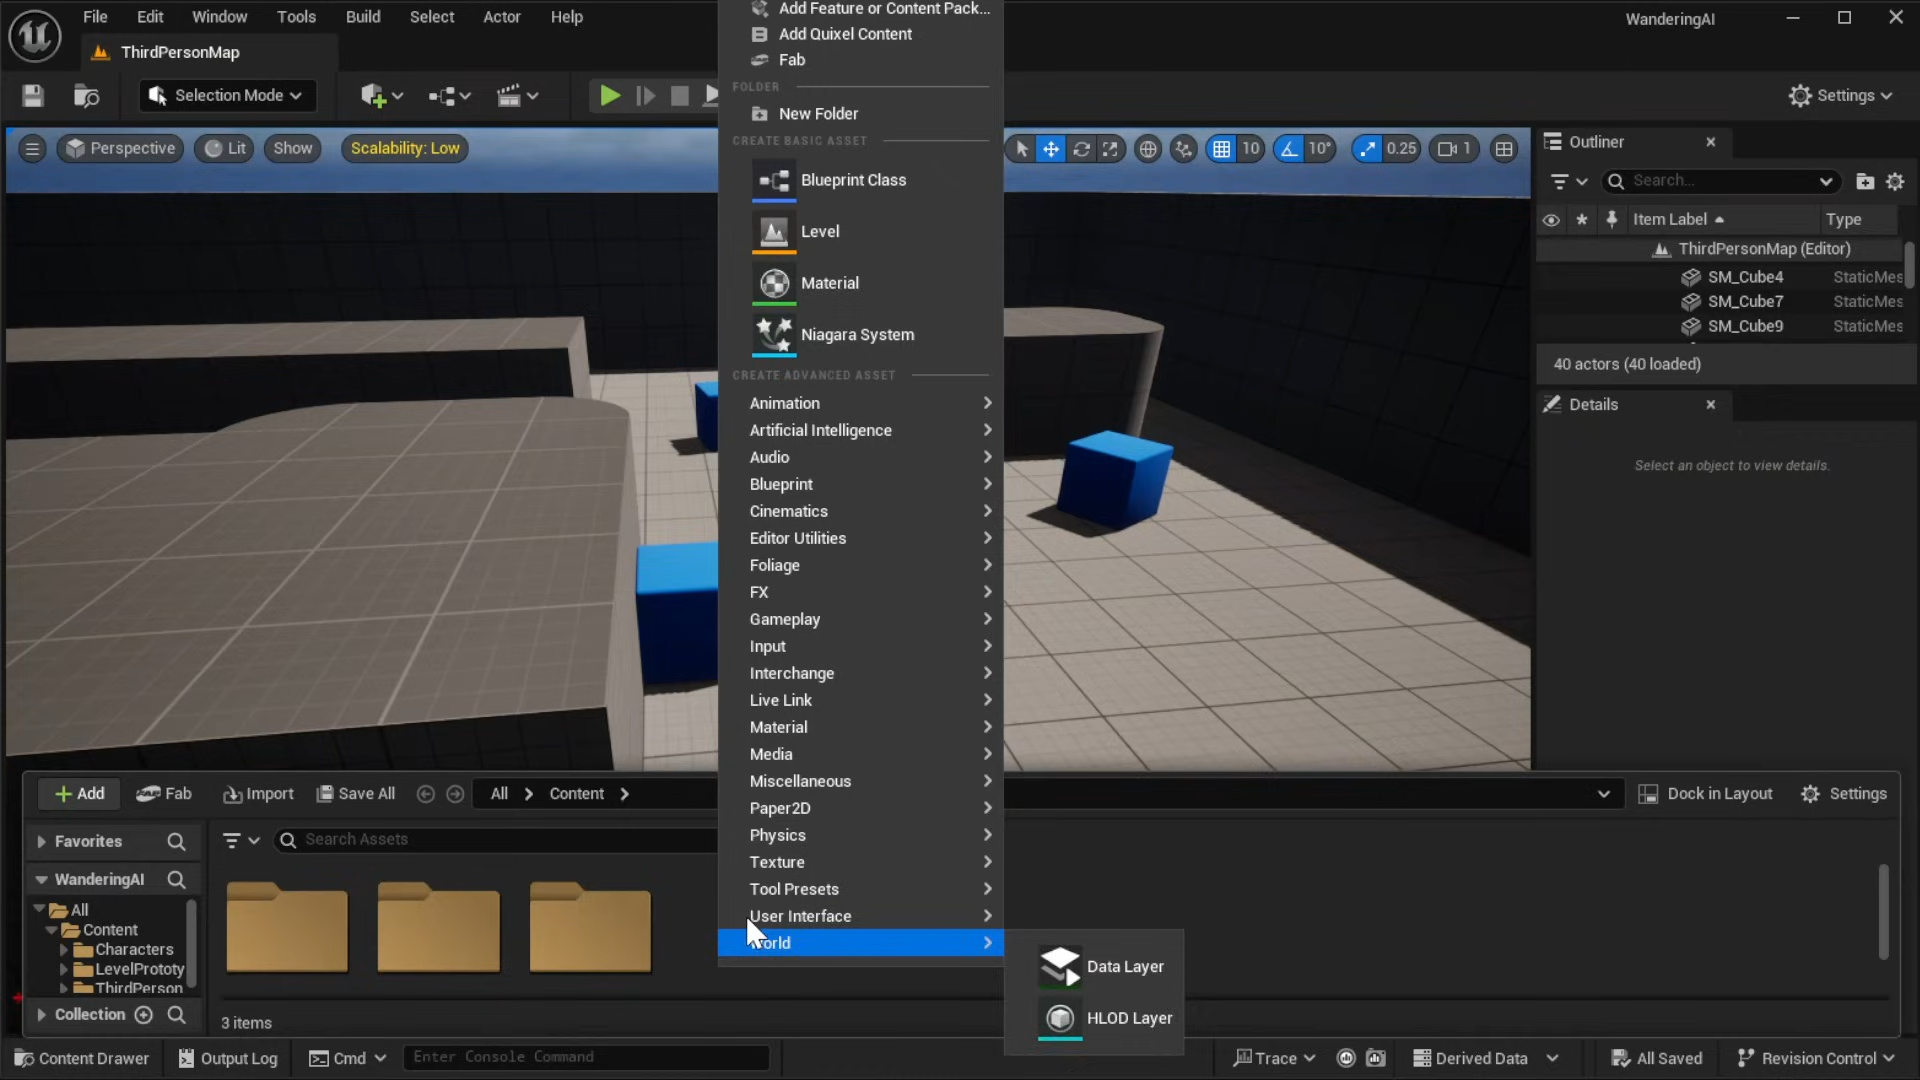 File Edit Window Tools Build Select Actor Help
WanderingAI
ThirdPersonMap
Selection Mode
Settings
Perspective Lit Show Scalability: Low
10 10° 0.25 1
Add Feature or Content Pack...
Add Quixel Content
Fab
FOLDER
New Folder
CREATE BASIC ASSET
Blueprint Class
Level
Material
Niagara System
CREATE ADVANCED ASSET
Animation
Artificial Intelligence
Audio
Blueprint
Cinematics
Editor Utilities
Foliage
FX
Gameplay
Input
Interchange
Live Link
Material
Media
Miscellaneous
Paper2D
Physics
Texture
Tool Presets
User Interface
World
Data Layer
HLOD Layer
Outliner
Search...
Item Label Type
ThirdPersonMap (Editor)
SM_Cube4 StaticMes
SM_Cube7 StaticMes
SM_Cube9 StaticMes
40 actors (40 loaded)
Details
Select an object to view details.
Add Fab Import Save All All Content Dock in Layout Settings
Favorites
Search Assets
WanderingAI
All
Content
Characters
LevelPrototy
ThirdPerson
Collection
3 items
Content Drawer Output Log Cmd Enter Console Command Trace Derived Data All Saved Revision Control